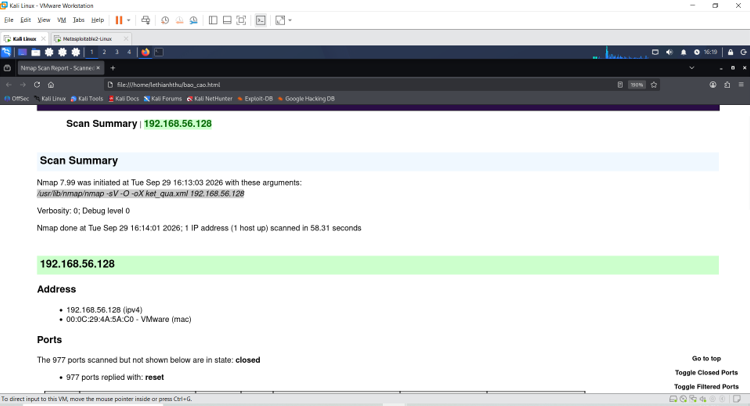 Kali Linux - VMware Workstation
File Edit View VM Tabs Help
Kali Linux × Metasploitable2-Linux ×
1 2 3 4 16:19
Nmap Scan Report - Scanned ×
file:///home/lethianhthu/bao_cao.html 100%
OffSec Kali Linux Kali Tools Kali Docs Kali Forums Kali NetHunter Exploit-DB Google Hacking DB
Scan Summary | 192.168.56.128
Scan Summary
Nmap 7.99 was initiated at Tue Sep 29 16:13:03 2026 with these arguments:
/usr/lib/nmap/nmap -sV -O -oX ket_qua.xml 192.168.56.128
Verbosity: 0; Debug level 0
Nmap done at Tue Sep 29 16:14:01 2026; 1 IP address (1 host up) scanned in 58.31 seconds
192.168.56.128
Address
• 192.168.56.128 (ipv4)
• 00:0C:29:4A:5A:C0 - VMware (mac)
Ports
The 977 ports scanned but not shown below are in state: closed
• 977 ports replied with: reset
Go to top
Toggle Closed Ports
Toggle Filtered Ports
To direct input to this VM, move the mouse pointer inside or press Ctrl+G.